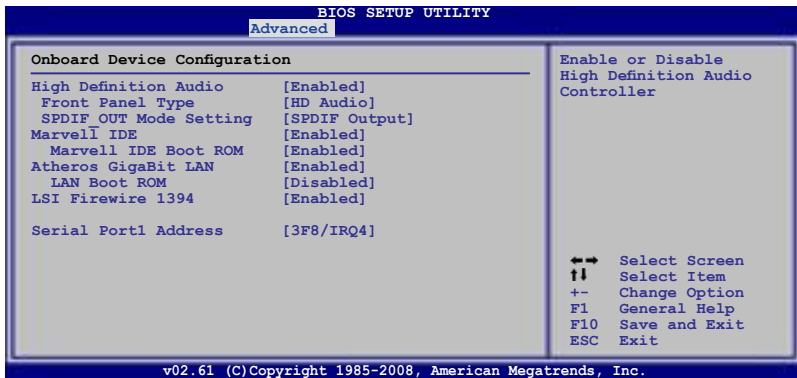 BIOS SETUP UTILITY
Advanced
Onboard Device Configuration
High Definition Audio [Enabled]
Front Panel Type [HD Audio]
SPDIF_OUT Mode Setting [SPDIF Output]
Marvell IDE [Enabled]
Marvell IDE Boot ROM [Enabled]
Atheros GigaBit LAN [Enabled]
LAN Boot ROM [Disabled]
LSI Firewire 1394 [Enabled]
Serial Port1 Address [3F8/IRQ4]
Enable or Disable
High Definition Audio
Controller
←→ Select Screen
↑↓ Select Item
+- Change Option
F1 General Help
F10 Save and Exit
ESC Exit
v02.61 (C)Copyright 1985-2008, American Megatrends, Inc.